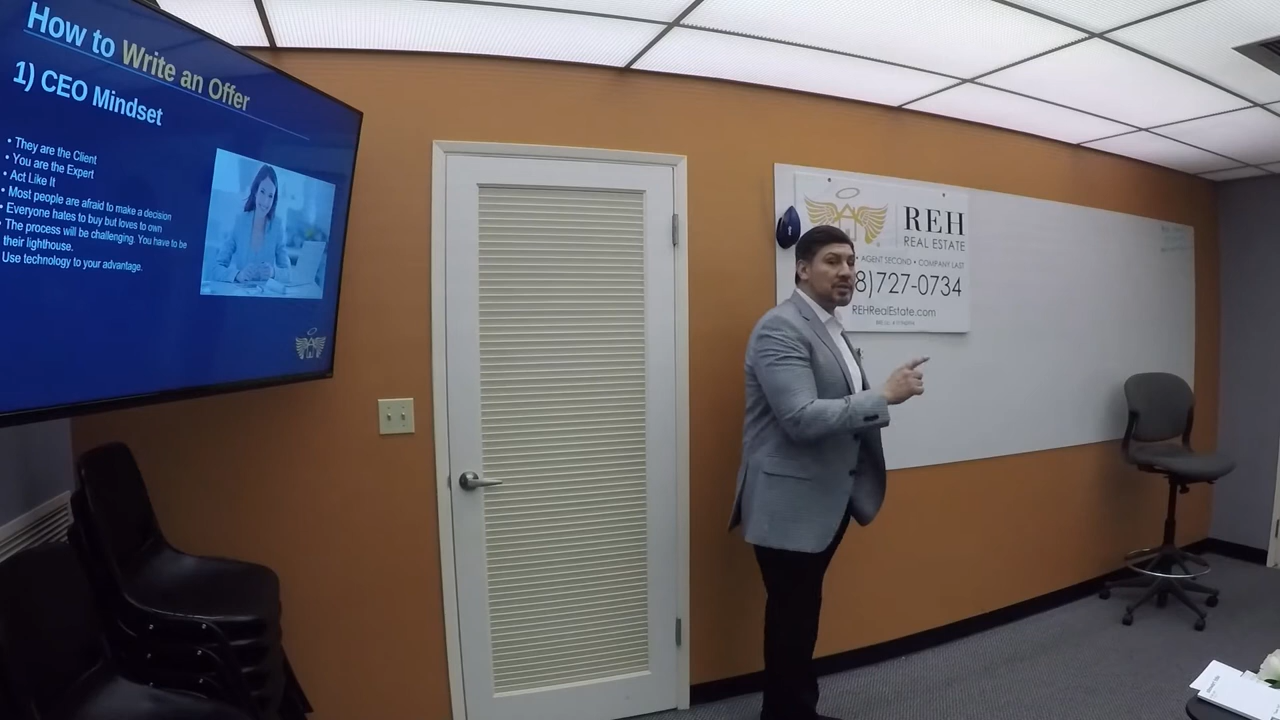 How to Write an Offer
1) CEO Mindset
• They are the Client
• You are the Expert
• Act Like It
• Most people are afraid to make a decision
• Everyone hates to buy but loves to own
• The process will be challenging. You have to be
their lighthouse.
Use technology to your advantage.
REH
REAL ESTATE
• AGENT SECOND • COMPANY LAST
8)727-0734
REHRealEstate.com